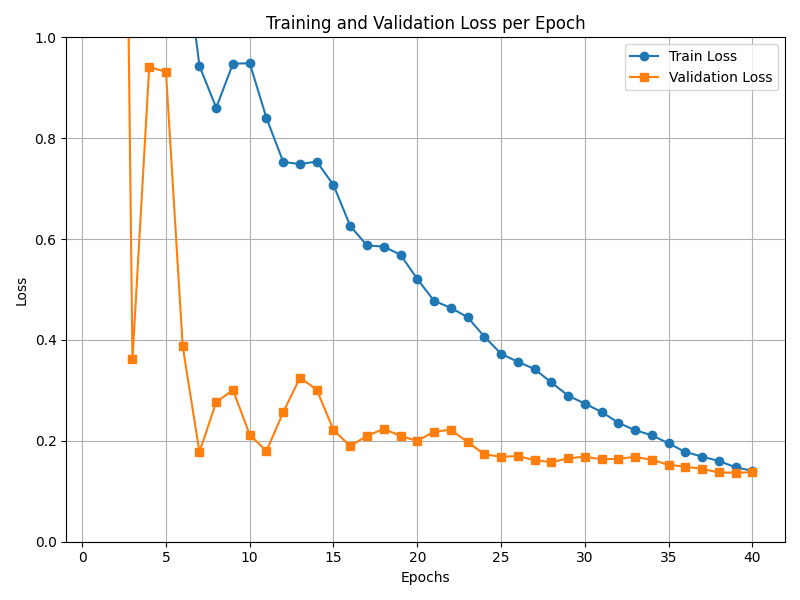 Training and Validation Loss per Epoch
Train Loss
Validation Loss
1.0
0.8
0.6
0.4
0.2
0.0
Loss
0 5 10 15 20 25 30 35 40
Epochs